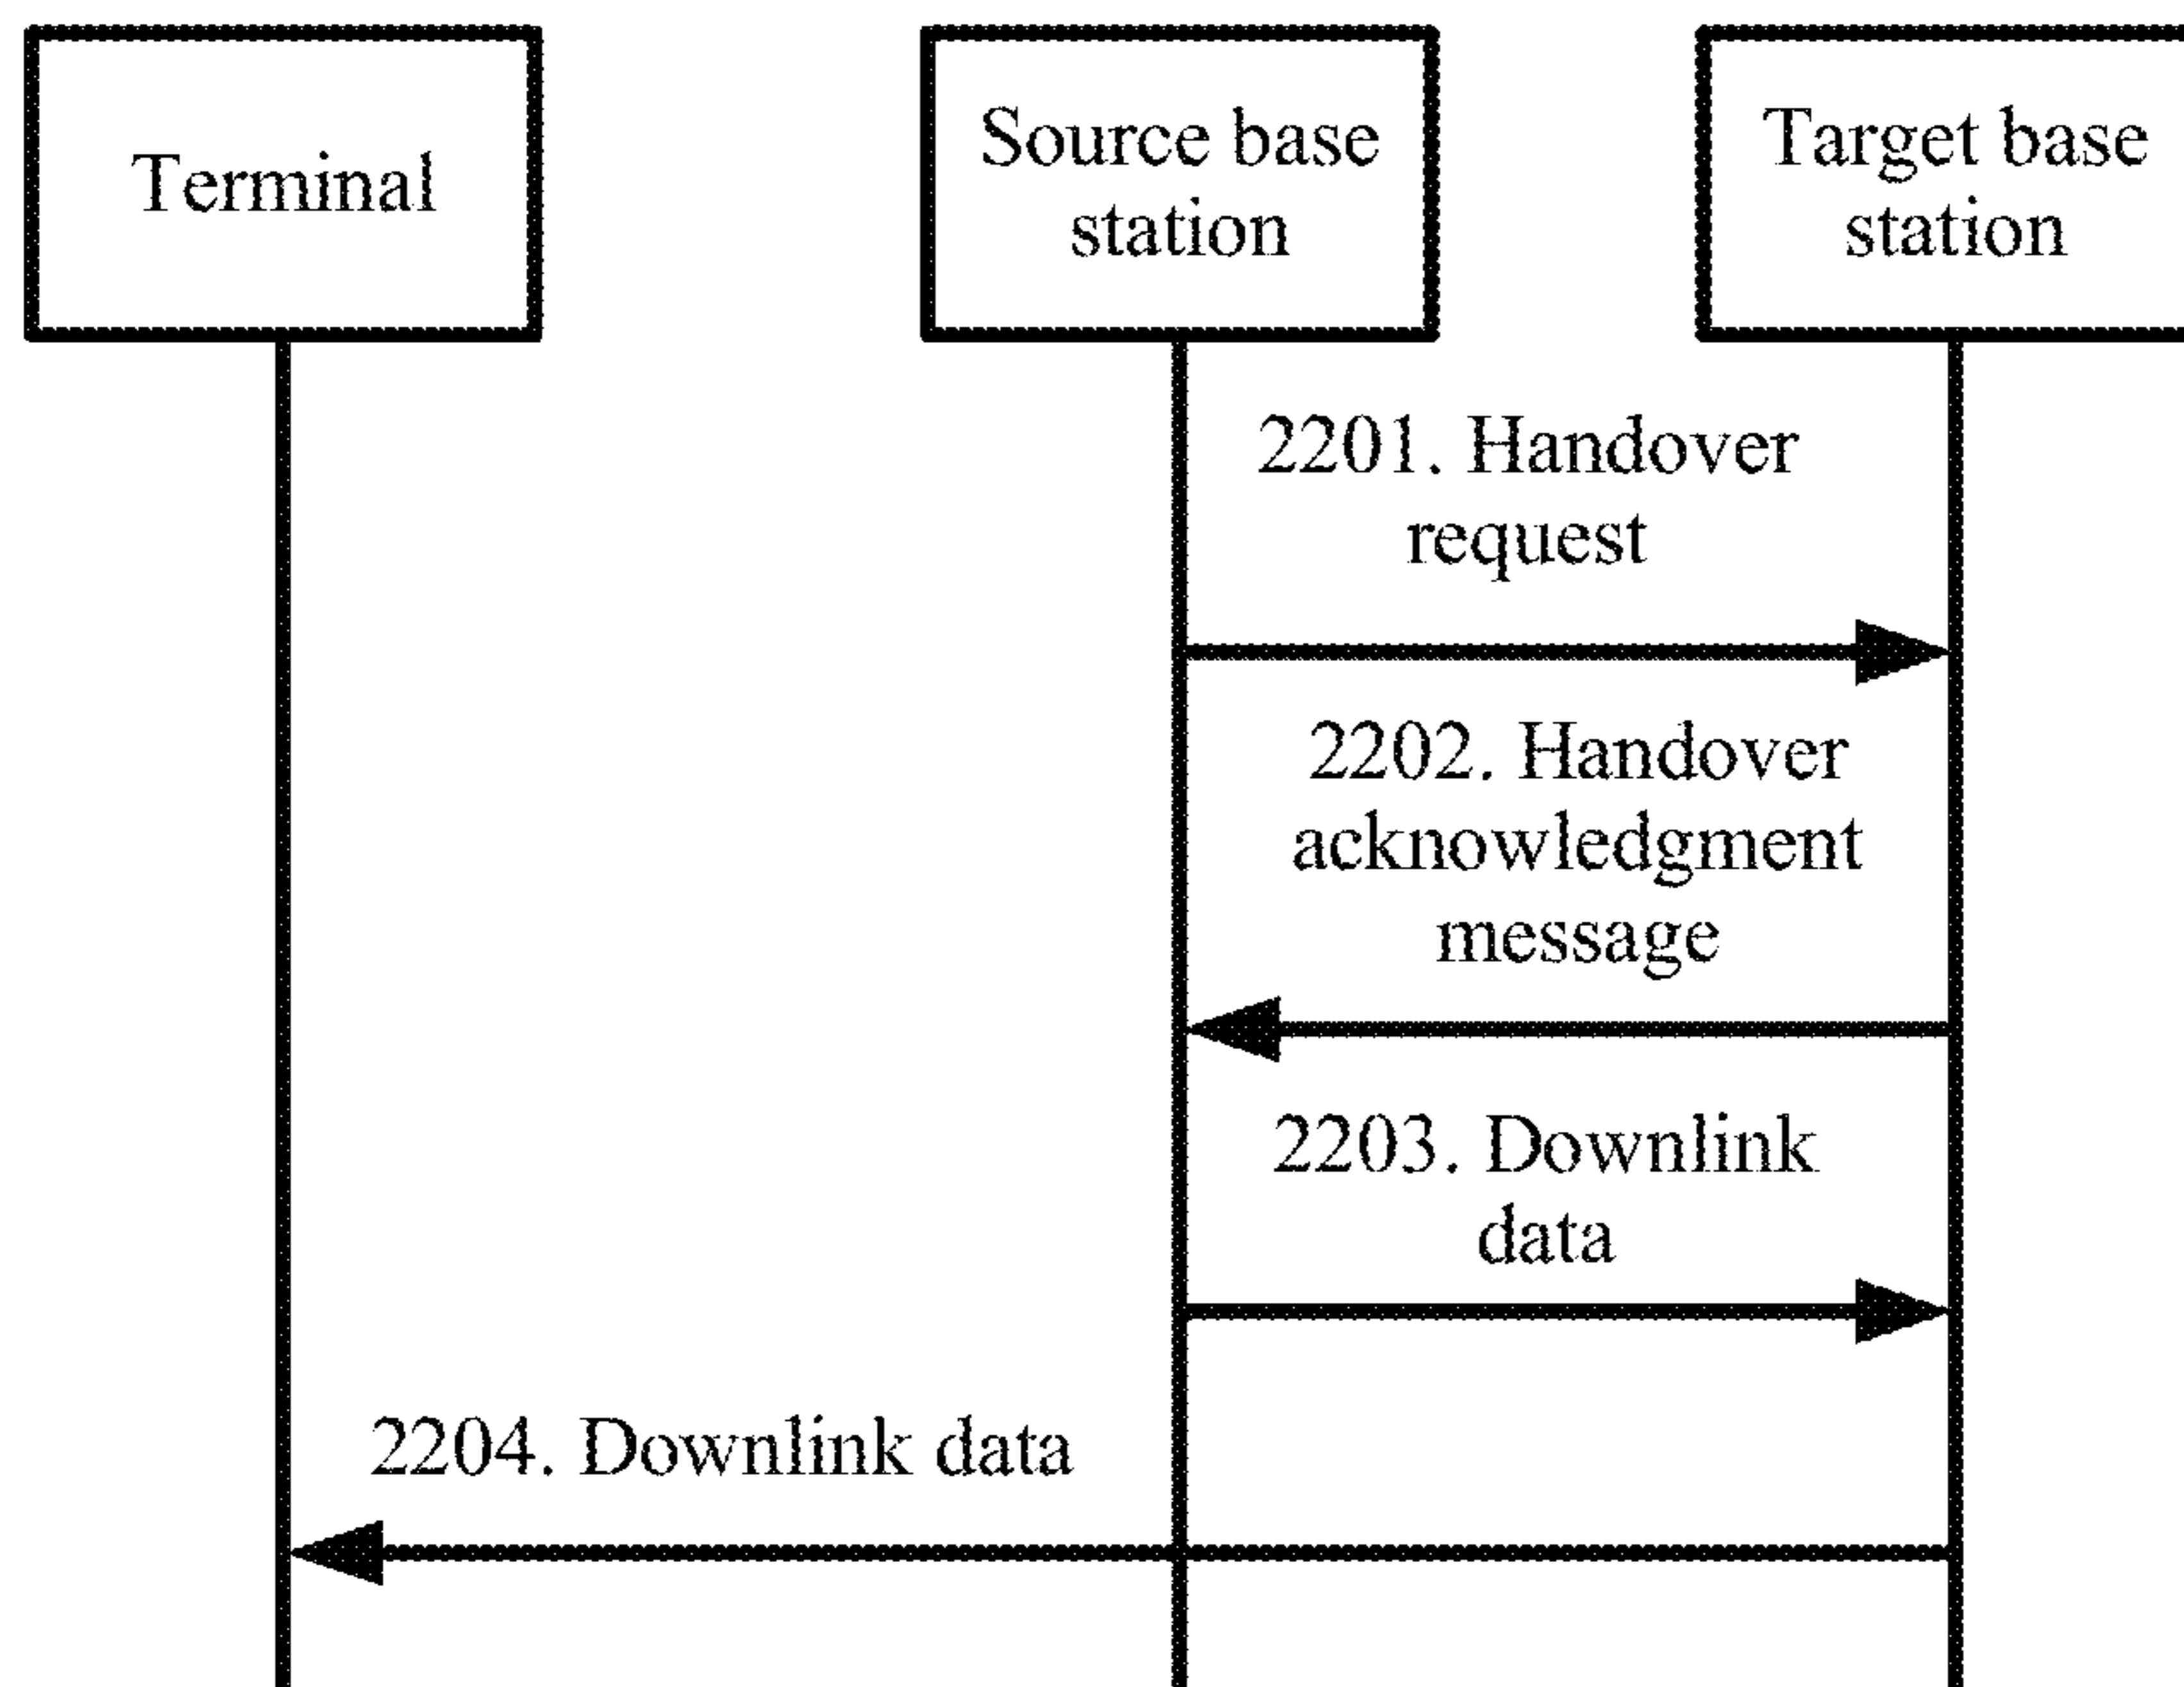 Terminal
Source base
station
Target base
station
2201. Handover
request
2202. Handover
acknowledgment
message
2203. Downlink
data
2204. Downlink data